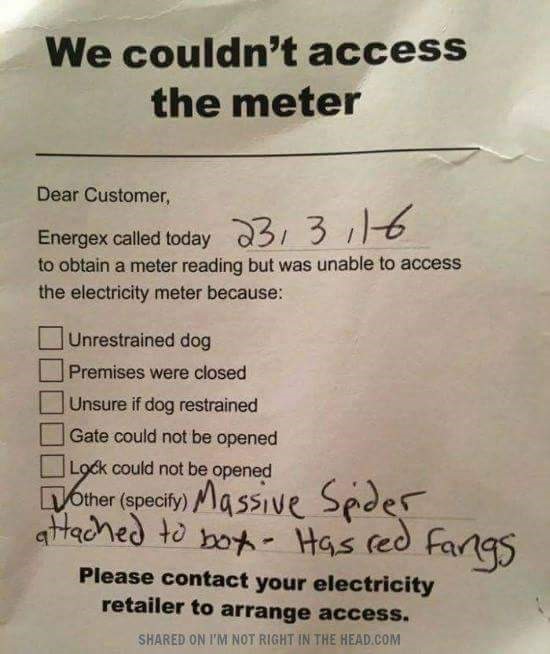 We couldn't access
the meter
Dear Customer,
Energex called today 23/3/16
to obtain a meter reading but was unable to access
the electricity meter because:
Unrestrained dog
Premises were closed
Unsure if dog restrained
Gate could not be opened
Lock could not be opened
Other (specify) Massive Spider
attached to box - Has red fangs
Please contact your electricity
retailer to arrange access.
SHARED ON I'M NOT RIGHT IN THE HEAD.COM